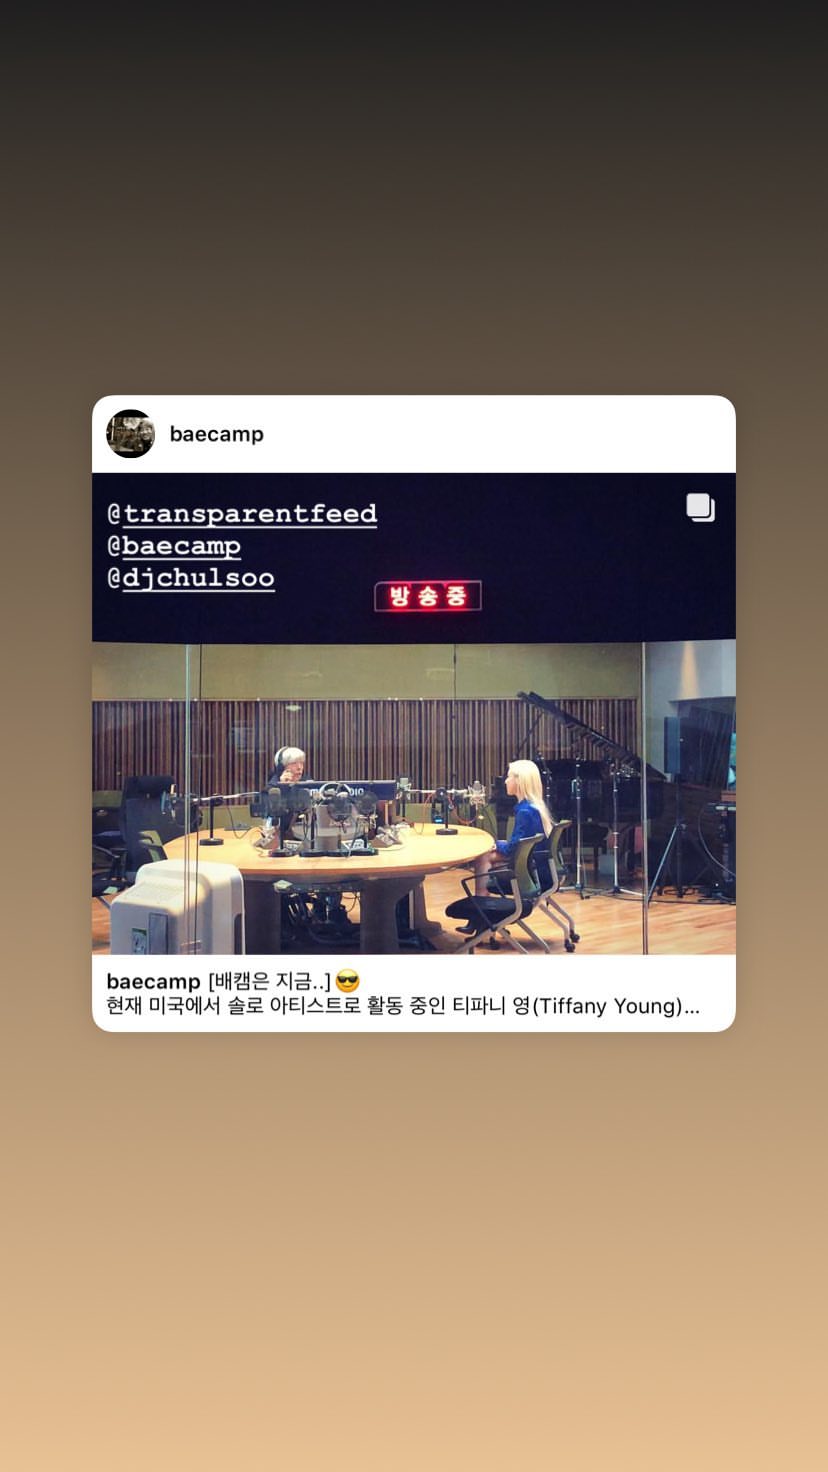 baecamp
@transparentfeed
@baecamp
@djchulsoo
방송중
baecamp [배캠은 지금..]😎
현재 미국에서 솔로 아티스트로 활동 중인 티파니 영(Tiffany Young)...